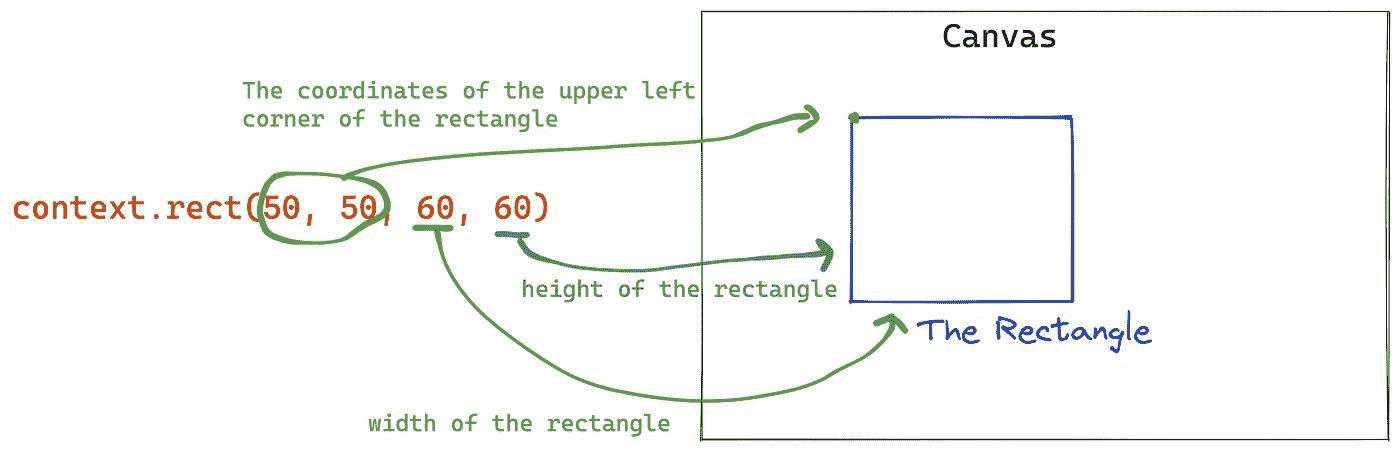 Canvas
The coordinates of the upper left
corner of the rectangle
context.rect(50, 50, 60, 60)
height of the rectangle
The Rectangle
width of the rectangle